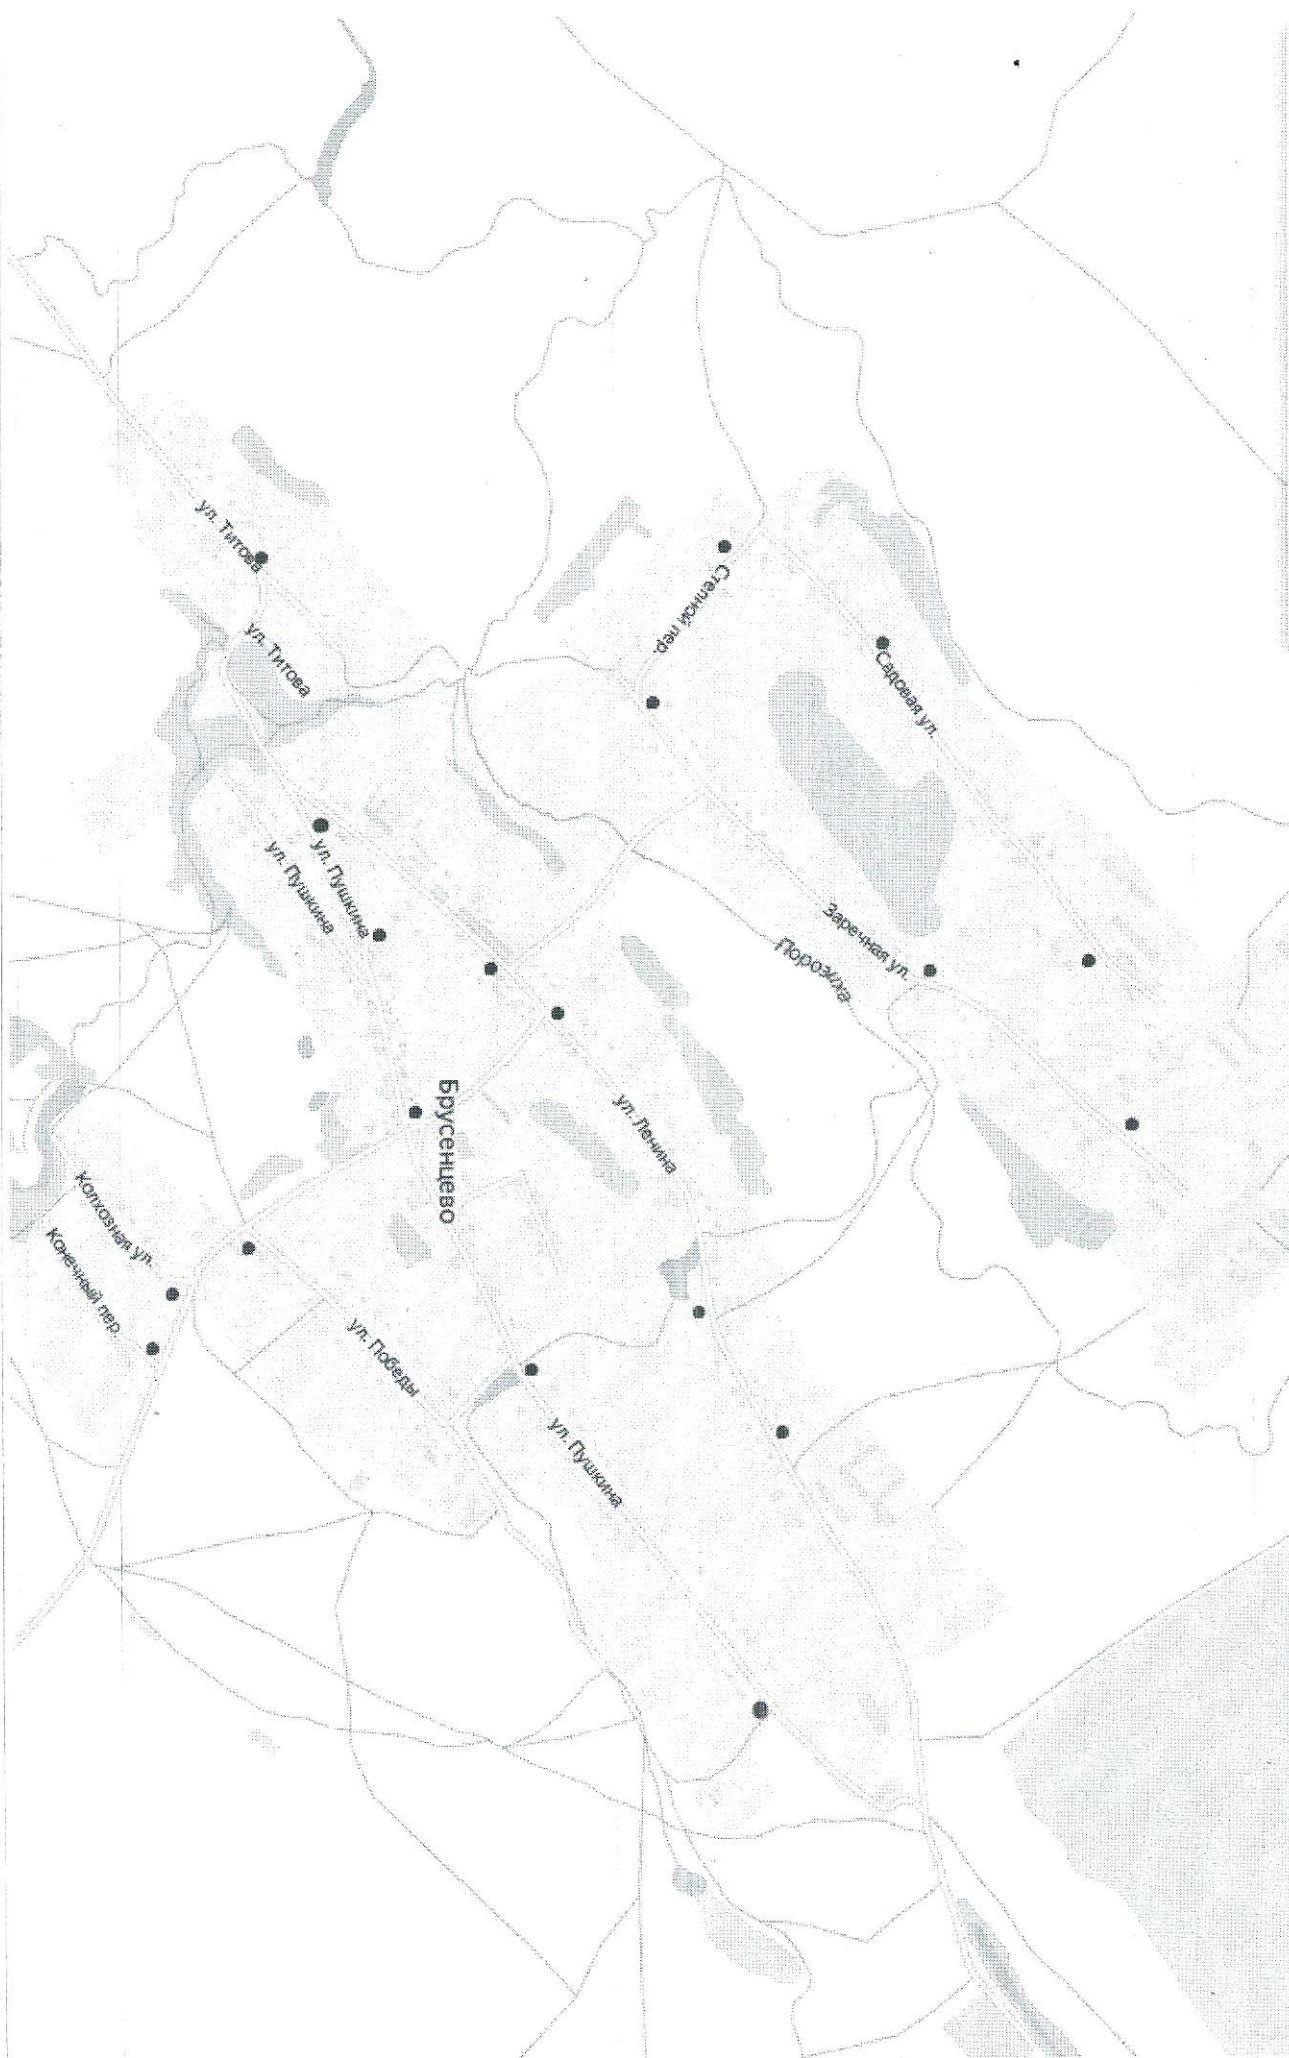 ул. Титова
ул. Титова
Степной пер.
Садовая ул.
ул. Пушкина
ул. Пушкина
Заречная ул.
Порозиха
Брусенцево
ул. Ленина
Колхозная ул.
Конечный пер.
ул. Победы
ул. Пушкина